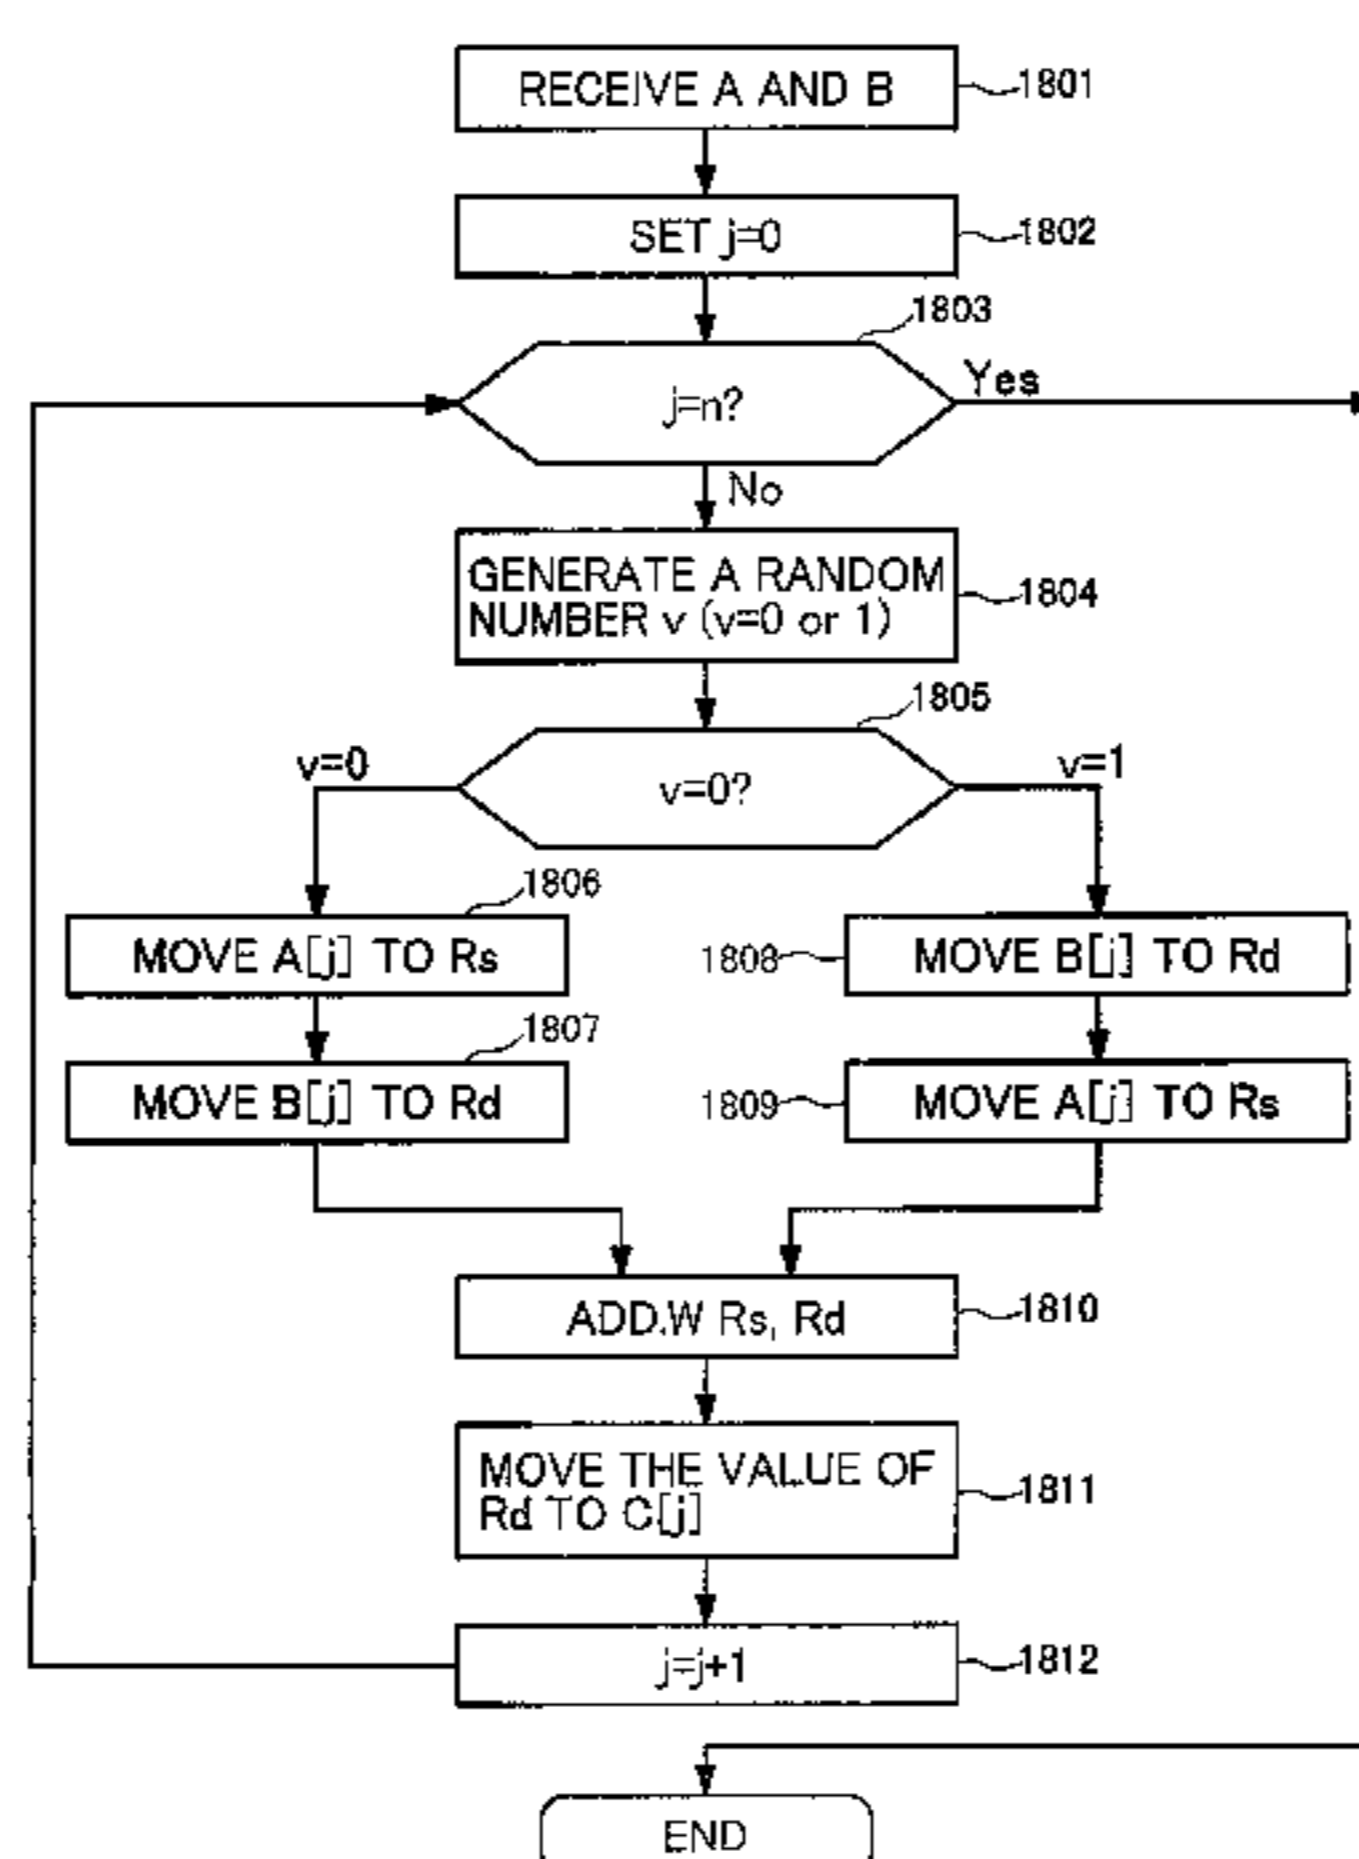 RECEIVE A AND B
1801
SET j=0
1802
1803
j=n?
Yes
No
GENERATE A RANDOM
NUMBER v (v=0 or 1)
1804
1805
v=0
v=0?
v=1
1806
MOVE A[j] TO Rs
1808
MOVE B[j] TO Rd
1807
MOVE B[j] TO Rd
1809
MOVE A[j] TO Rs
ADD.W Rs, Rd
1810
MOVE THE VALUE OF
Rd TO C[j]
1811
j=j+1
1812
END